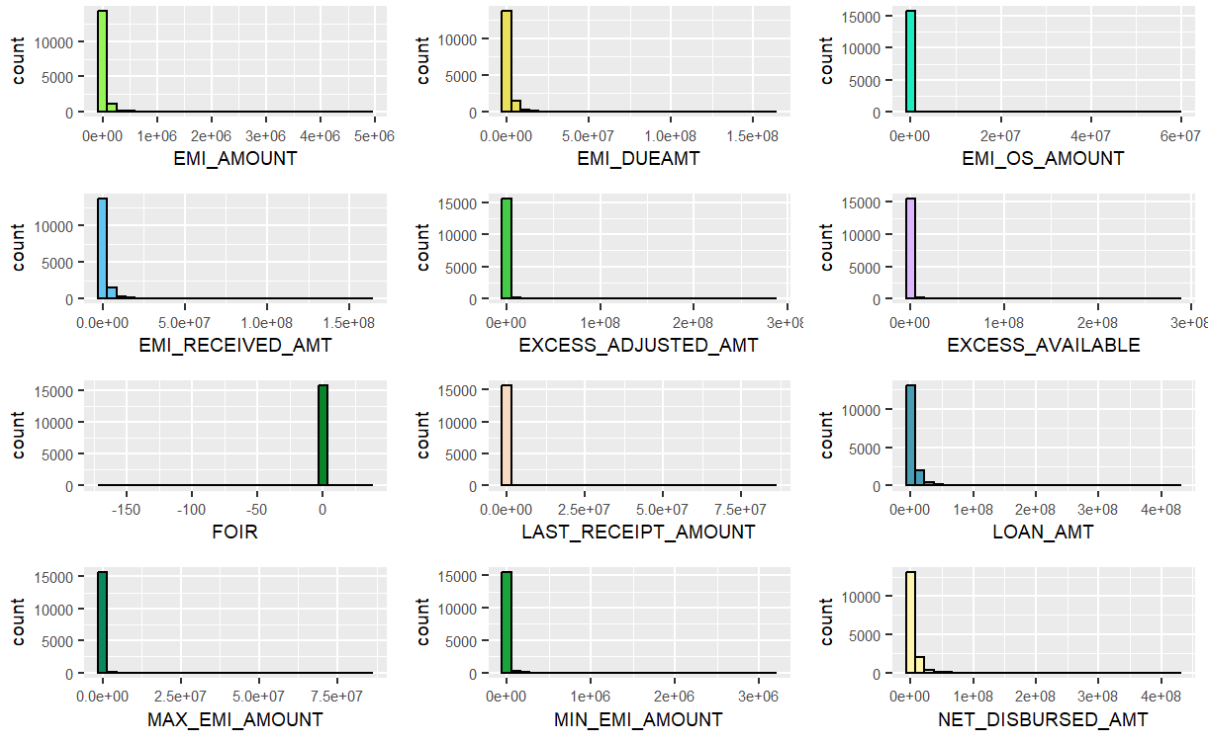 count
10000
5000
0
0e+00 1e+06 2e+06 3e+06 4e+06 5e+06
EMI_AMOUNT
count
10000
5000
0
0.0e+00 5.0e+07 1.0e+08 1.5e+08
EMI_DUEAMT
count
15000
10000
5000
0
0e+00 2e+07 4e+07 6e+07
EMI_OS_AMOUNT
count
10000
5000
0
0.0e+00 5.0e+07 1.0e+08 1.5e+08
EMI_RECEIVED_AMT
count
15000
10000
5000
0
0e+00 1e+08 2e+08 3e+08
EXCESS_ADJUSTED_AMT
count
15000
10000
5000
0
0e+00 1e+08 2e+08 3e+08
EXCESS_AVAILABLE
count
15000
10000
5000
0
-150 -100 -50 0
FOIR
count
15000
10000
5000
0
0.0e+00 2.5e+07 5.0e+07 7.5e+07
LAST_RECEIPT_AMOUNT
count
10000
5000
0
0e+00 1e+08 2e+08 3e+08 4e+08
LOAN_AMT
count
15000
10000
5000
0
0.0e+00 2.5e+07 5.0e+07 7.5e+07
MAX_EMI_AMOUNT
count
15000
10000
5000
0
0e+00 1e+06 2e+06 3e+06
MIN_EMI_AMOUNT
count
10000
5000
0
0e+00 1e+08 2e+08 3e+08 4e+08
NET_DISBURSED_AMT